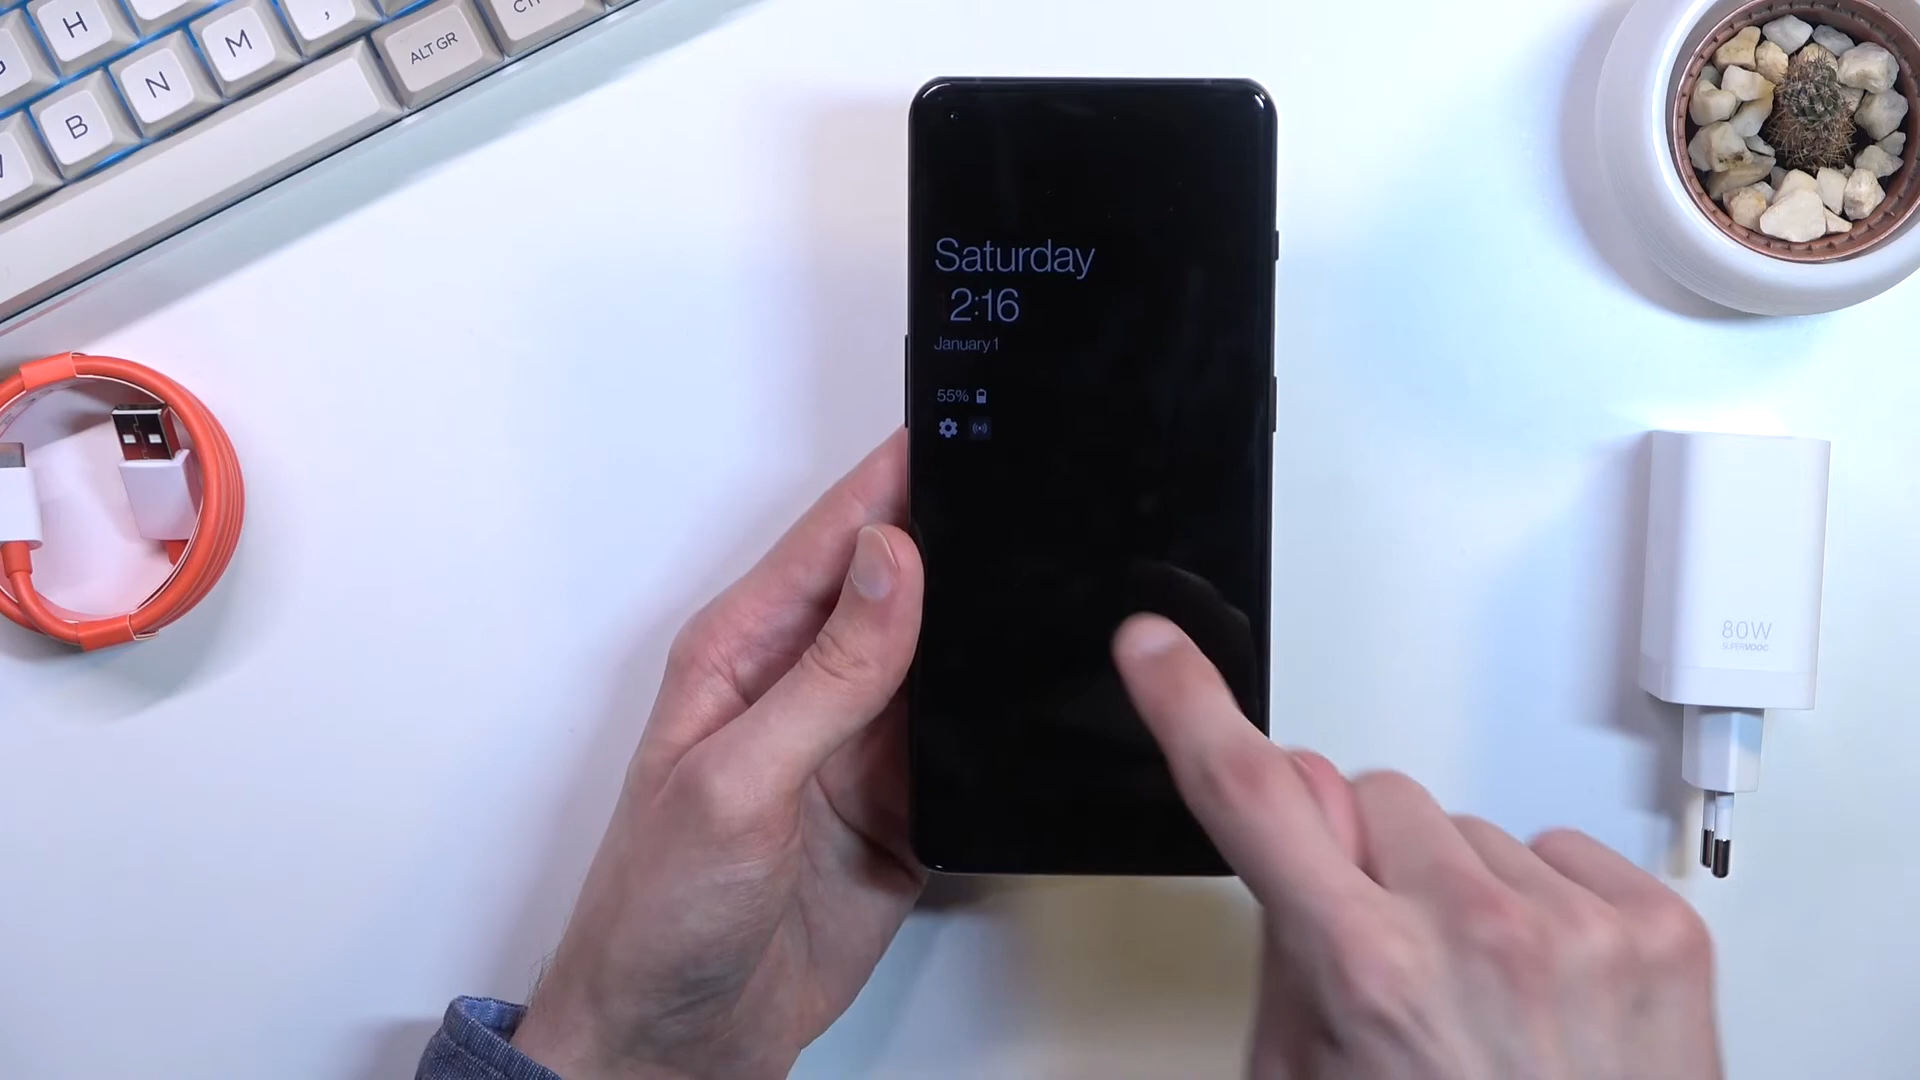 H
,
ALT GR
M
N
B
Saturday
2:16
January 1
55%
80W
SUPERVOOC